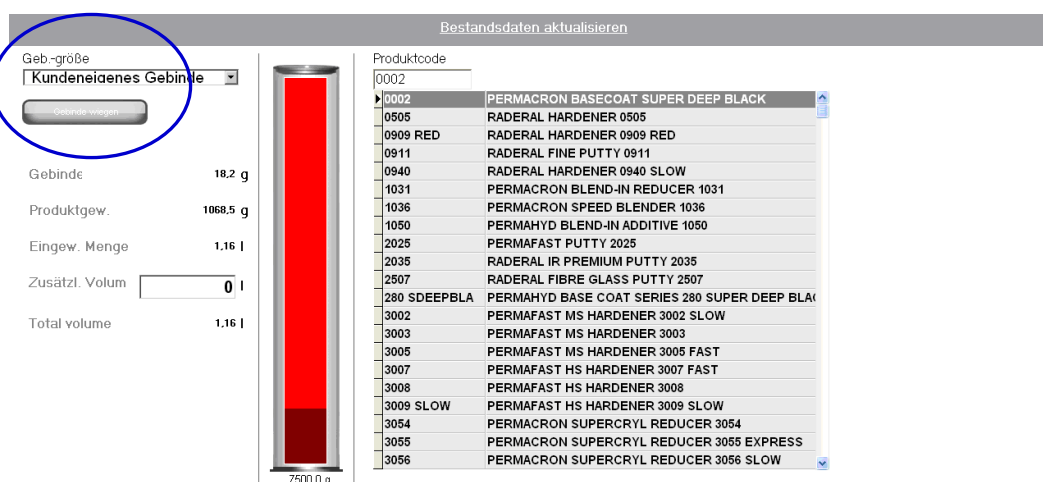 Bestandsdaten aktualisieren
Geb.-größe
Kundeneigenes Gebinde
Gebinde wiegen
Gebinde 18,2 g
Produktgew. 1068,5 g
Eingew. Menge 1,16 l
Zusätzl. Volum 0 l
Total volume 1,16 l
7500,0 g
Produktcode
0002
0002 PERMACRON BASECOAT SUPER DEEP BLACK
0505 RADERAL HARDENER 0505
0909 RED RADERAL HARDENER 0909 RED
0911 RADERAL FINE PUTTY 0911
0940 RADERAL HARDENER 0940 SLOW
1031 PERMACRON BLEND-IN REDUCER 1031
1036 PERMACRON SPEED BLENDER 1036
1050 PERMAHYD BLEND-IN ADDITIVE 1050
2025 PERMAFAST PUTTY 2025
2035 RADERAL IR PREMIUM PUTTY 2035
2507 RADERAL FIBRE GLASS PUTTY 2507
280 SDEEPBLA PERMAHYD BASE COAT SERIES 280 SUPER DEEP BLA
3002 PERMAFAST MS HARDENER 3002 SLOW
3003 PERMAFAST MS HARDENER 3003
3005 PERMAFAST MS HARDENER 3005 FAST
3007 PERMAFAST HS HARDENER 3007 FAST
3008 PERMAFAST HS HARDENER 3008
3009 SLOW PERMAFAST HS HARDENER 3009 SLOW
3054 PERMACRON SUPERCRYL REDUCER 3054
3055 PERMACRON SUPERCRYL REDUCER 3055 EXPRESS
3056 PERMACRON SUPERCRYL REDUCER 3056 SLOW